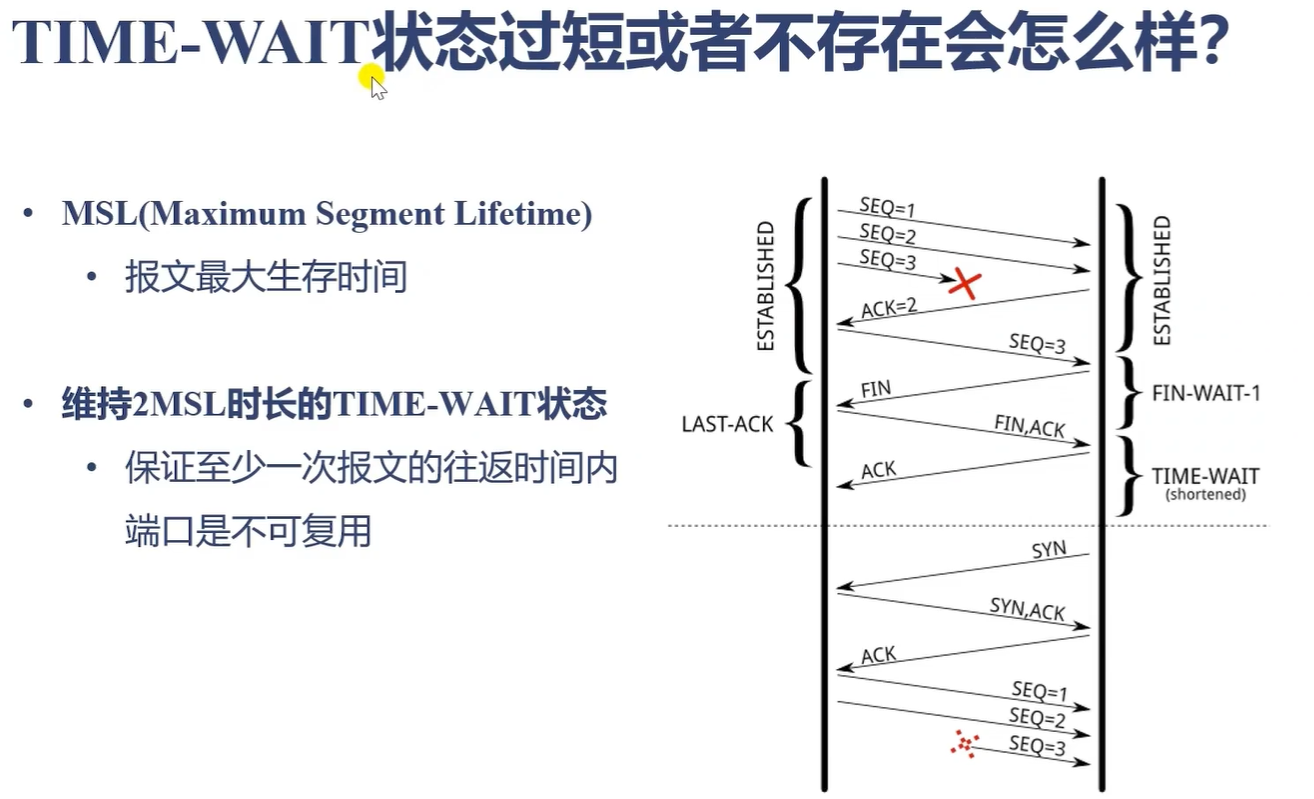 TIME-WAIT状态过短或者不存在会怎么样?
• MSL(Maximum Segment Lifetime)
• 报文最大生存时间
• 维持2MSL时长的TIME-WAIT状态
• 保证至少一次报文的往返时间内
端口是不可复用
ESTABLISHED
LAST-ACK
SEQ=1
SEQ=2
SEQ=3
ACK=2
SEQ=3
FIN
FIN,ACK
ACK
ESTABLISHED
FIN-WAIT-1
TIME-WAIT
(shortened)
SYN
SYN,ACK
ACK
SEQ=1
SEQ=2
SEQ=3